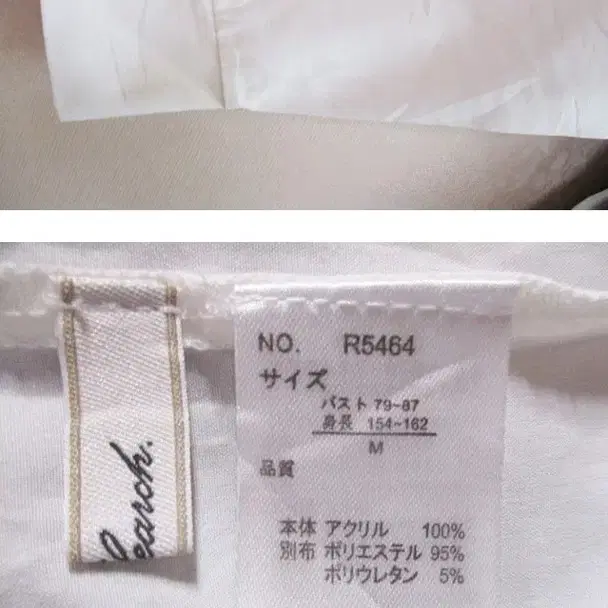 NO. R5464
サイズ
バスト 79~87
身長 154~162
M
品質
本体 アクリル 100%
別布 ポリエステル 95%
ポリウレタン 5%